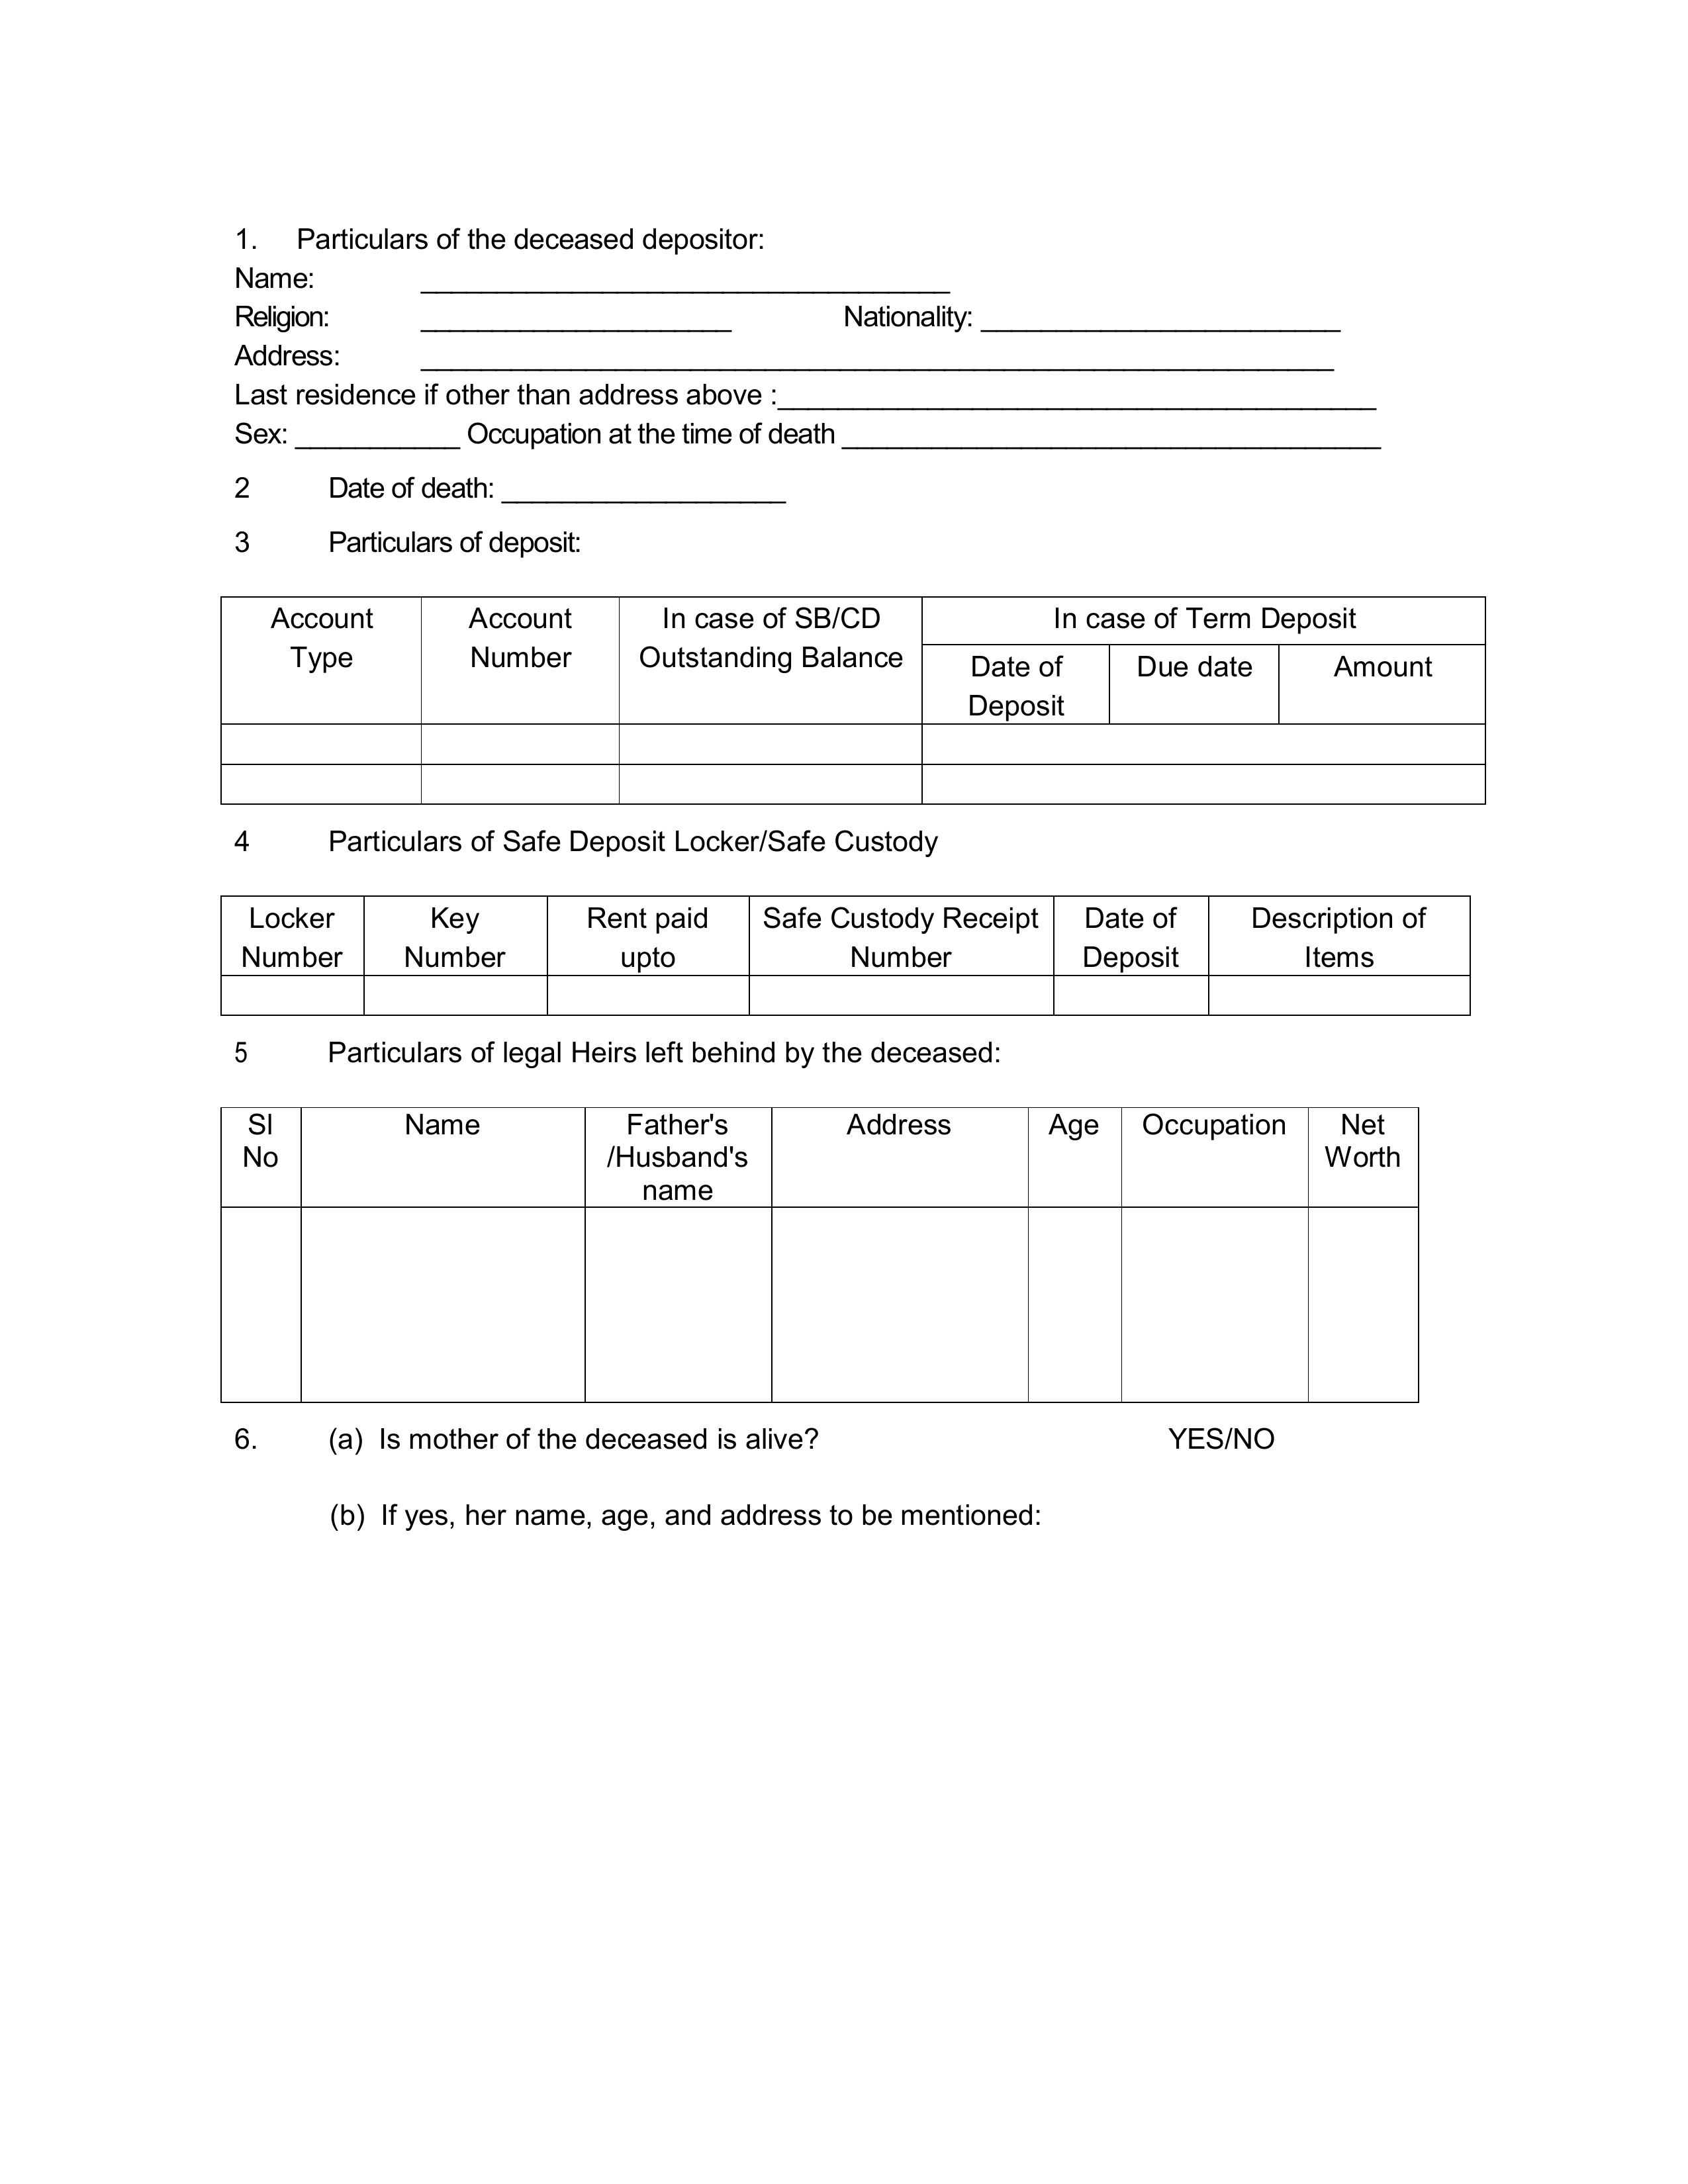 1. Particulars of the deceased depositor:
Name: ___________________________________
Religion: _____________________ Nationality: ________________________
Address: _____________________________________________________________
Last residence if other than address above :________________________________________
Sex: ___________ Occupation at the time of death ____________________________________
2 Date of death: ___________________
3 Particulars of deposit:
Account Type
Account Number
In case of SB/CD Outstanding Balance
In case of Term Deposit
Date of Deposit
Due date
Amount
4 Particulars of Safe Deposit Locker/Safe Custody
Locker Number
Key Number
Rent paid upto
Safe Custody Receipt Number
Date of Deposit
Description of Items
5 Particulars of legal Heirs left behind by the deceased:
Sl No
Name
Father's /Husband's name
Address
Age
Occupation
Net Worth
6. (a) Is mother of the deceased is alive? YES/NO
(b) If yes, her name, age, and address to be mentioned: